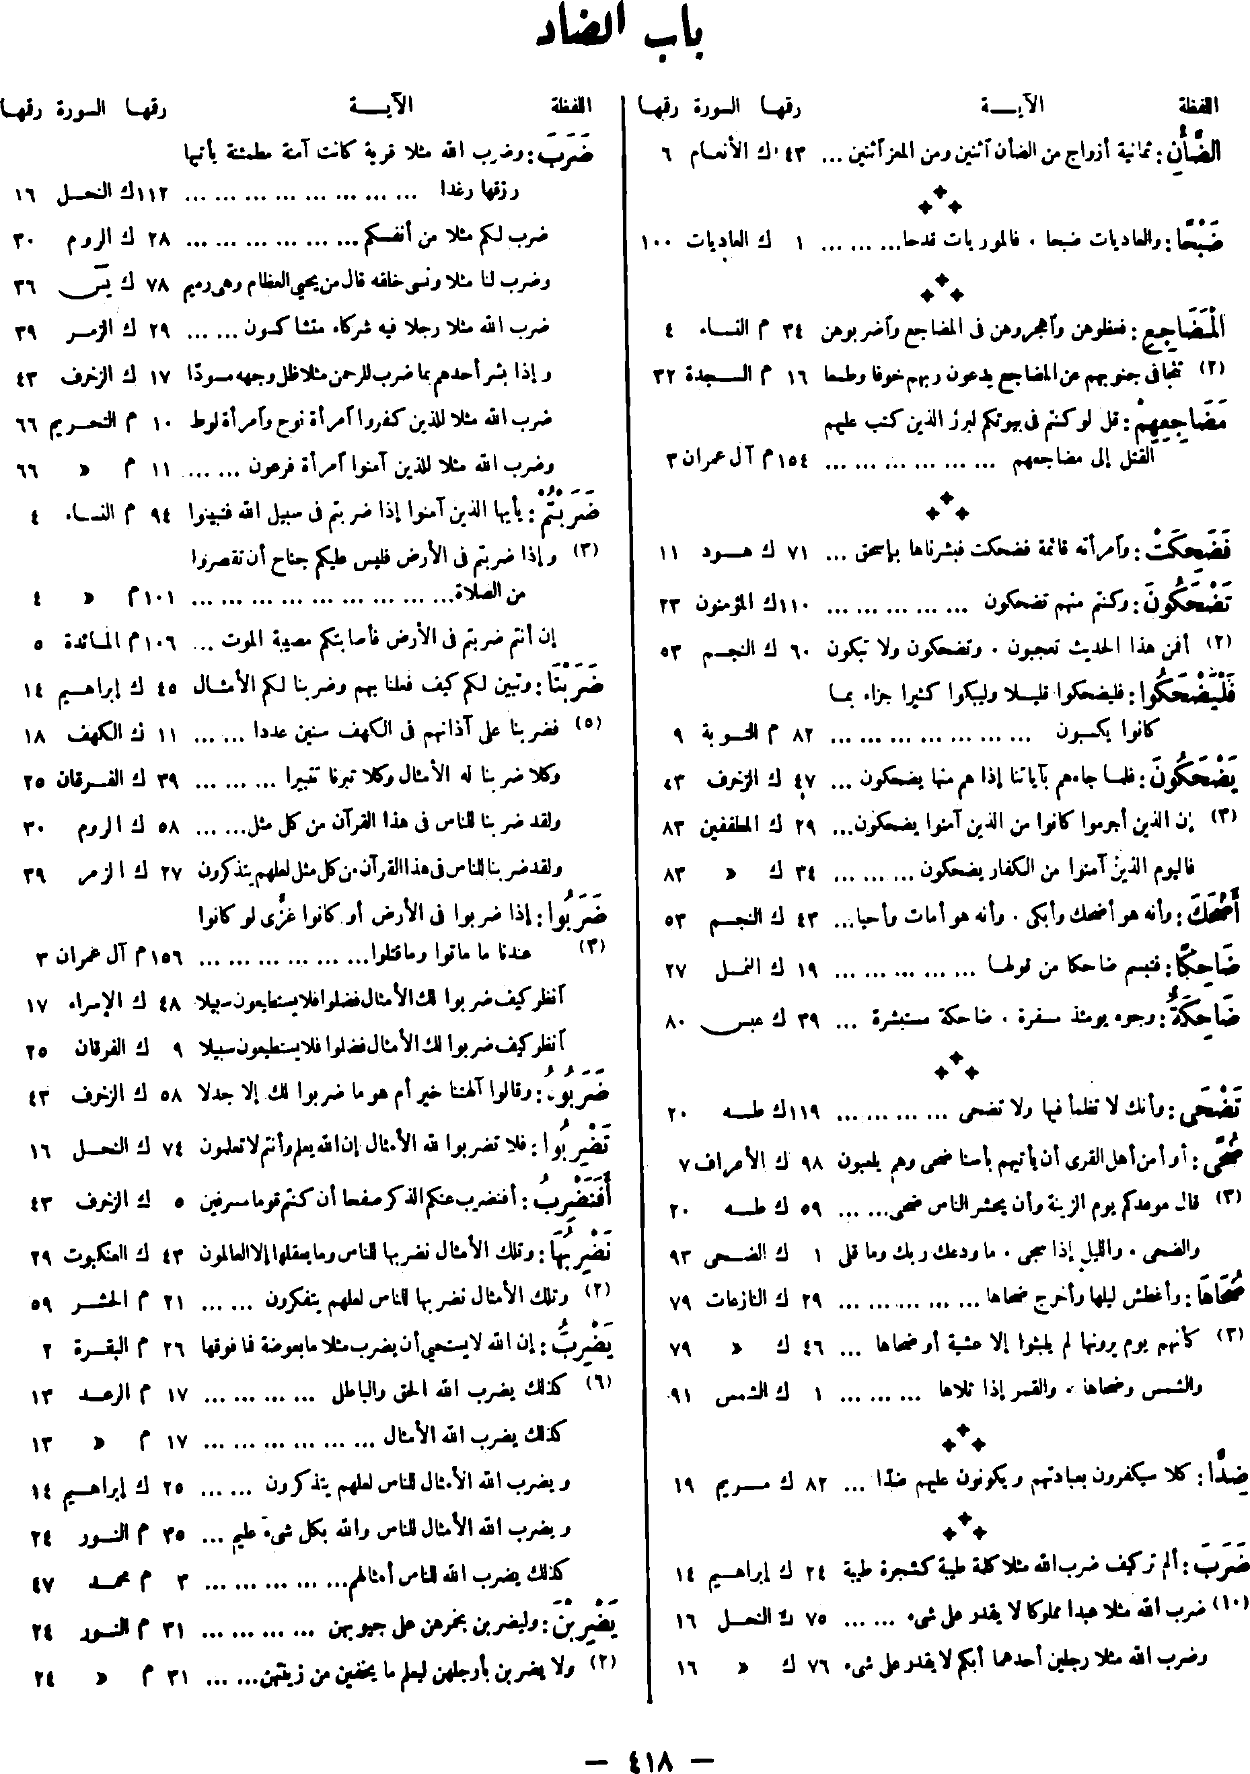 باب الضاد
اللفظة الآيــة رقمها السورة رقمها
الضَّأْنِ : ثمانية أزواج من الضأن آثنين ومن المعز آثنين ... ١٤٣ ك الأنعام ٦
ضَبْحًا : والعاديات ضبحا ٠ فالموريات قدحا ... ... ... ١ ك العاديات ١٠٠
الْمَضَاجِعِ : فعظوهن وآهجروهن فى المضاجع وآضربوهن ٣٤ م النساء ٤
(٢) تتجافى جنوبهم عن المضاجع يدعون ربهم خوفا وطمعا ١٦ م السجدة ٣٢
مَضَاجِعِهِمْ : قل لو كنتم فى بيوتكم لبرز الذين كتب عليهم
القتل إلى مضاجعهم ... ... ... ... ... ... ١٥٤ م آل عمران ٣
فَضَحِكَتْ : وآمرأته قائمة فضحكت فبشرناها بإسحق ... ٧١ ك هود ١١
تَضْحَكُونَ : وكنتم منهم تضحكون ... ... ... ... ... ١١٠ ك المؤمنون ٢٣
(٢) أفمن هذا الحديث تعجبون ٠ وتضحكون ولا تبكون ٦٠ ك النجم ٥٣
فَلْيَضْحَكُوا : فليضحكوا قليلا وليبكوا كثيرا جزاء بما
كانوا يكسبون ... ... ... ... ... ... ... ٨٢ م التوبة ٩
يَضْحَكُونَ : فلما جاءهم بآياتنا إذا هم منها يضحكون ... ٤٧ ك الزخرف ٤٣
(٣) إن الذين أجرموا كانوا من الذين آمنوا يضحكون ... ٢٩ ك المطففين ٨٣
فاليوم الذين آمنوا من الكفار يضحكون ... ... ... ٣٤ ك » ٨٣
أَضْحَكَ : وأنه هو أضحك وأبكى ٠ وأنه هو أمات وأحيا ... ٤٣ ك النجم ٥٣
ضَاحِكًا : فتبسم ضاحكا من قولها ... ... ... ... ... ١٩ ك النمل ٢٧
ضَاحِكَةٌ : وجوه يومئذ مسفرة ٠ ضاحكة مستبشرة ... ٣٩ ك عبس ٨٠
تَضْحَى : وأنك لا تظمأ فيها ولا تضحى ... ... ... ... ١١٩ ك طه ٢٠
ضُحًى : أو أمن أهل القرى أن يأتيهم بأسنا ضحى وهم يلعبون ٩٨ ك الأعراف ٧
(٣) قال موعدكم يوم الزينة وأن يحشر الناس ضحى ... ... ٥٩ ك طه ٢٠
والضحى ٠ والليل إذا سجى ٠ ما ودعك ربك وما قلى ١ ك الضحى ٩٣
ضُحَاهَا : وأغطش ليلها وأخرج ضحاها ... ... ... ... ... ٢٩ ك النازعات ٧٩
(٣) كأنهم يوم يرونها لم يلبثوا إلا عشية أو ضحاها ... ٤٦ ك » ٧٩
والشمس وضحاها ٠ والقمر إذا تلاها ... ... ... ١ ك الشمس ٩١
ضِدًّا : كلا سيكفرون بعبادتهم ويكونون عليهم ضدّا ... ٨٢ ك مريم ١٩
ضَرَبَ : ألم تر كيف ضرب الله مثلا كلمة طيبة كشجرة طيبة ٢٤ ك إبراهيم ١٤
(١٠) ضرب الله مثلا عبدا مملوكا لا يقدر على شىء ... ... ٧٥ ك النحل ١٦
وضرب الله مثلا رجلين أحدهما أبكم لا يقدر على شىء ٧٦ ك » ١٦
اللفظة الآيــة رقمها السورة رقمها
ضَرَبَ : وضرب الله مثلا قرية كانت آمنة مطمئنة يأتيها
رزقها رغدا ... ... ... ... ... ... ... ... ١١٢ ك النحل ١٦
ضرب لكم مثلا من أنفسكم ... ... ... ... ... ... ٢٨ ك الروم ٣٠
وضرب لنا مثلا ونسى خلقه قال من يحيى العظام وهى رميم ٧٨ ك يس ٣٦
ضرب الله مثلا رجلا فيه شركاء متشاكسون ... ... ٢٩ ك الزمر ٣٩
وإذا بشر أحدهم بما ضرب للرحمن مثلا ظل وجهه مسودّا ١٧ ك الزخرف ٤٣
ضرب الله مثلا للذين كفروا آمرأة نوح وآمرأة لوط ١٠ م التحريم ٦٦
وضرب الله مثلا للذين آمنوا آمرأة فرعون ... ... ١١ م » ٦٦
ضَرَبْتُمْ : يأيها الذين آمنوا إذا ضربتم فى سبيل الله فتبينوا ٩٤ م النساء ٤
(٣) وإذا ضربتم فى الأرض فليس عليكم جناح أن تقصروا
من الصلاة ... ... ... ... ... ... ... ... ... ١٠١ م » ٤
إن أنتم ضربتم فى الأرض فأصابتكم مصيبة الموت ... ١٠٦ م المائدة ٥
ضَرَبْنَا : وتبين لكم كيف فعلنا بهم وضربنا لكم الأمثال ٤٥ ك إبراهيم ١٤
(٥) فضربنا على آذانهم فى الكهف سنين عددا ... ... ١١ ك الكهف ١٨
وكلا ضربنا له الأمثال وكلا تبرنا تتبيرا ... ... ... ٣٩ ك الفرقان ٢٥
ولقد ضربنا للناس فى هذا القرآن من كل مثل ... ... ٥٨ ك الروم ٣٠
ولقد ضربنا للناس فى هذا القرآن من كل مثل لعلهم يتذكرون ٢٧ ك الزمر ٣٩
ضَرَبُوا : إذا ضربوا فى الأرض أو كانوا غزًّى لو كانوا
(٣) عندنا ما ماتوا وما قتلوا ... ... ... ... ... ... ١٥٦ م آل عمران ٣
آنظر كيف ضربوا لك الأمثال فضلوا فلا يستطيعون سبيلا ٤٨ ك الإسراء ١٧
آنظر كيف ضربوا لك الأمثال فضلوا فلا يستطيعون سبيلا ٩ ك الفرقان ٢٥
ضَرَبُوهُ : وقالوا آلهتنا خير أم هو ما ضربوا لك إلا جدلا ٥٨ ك الزخرف ٤٣
تَضْرِبُوا : فلا تضربوا لله الأمثال إن الله يعلم وأنتم لا تعلمون ٧٤ ك النحل ١٦
أَفَنَضْرِبُ : أفنضرب عنكم الذكر صفحا أن كنتم قوما مسرفين ٥ ك الزخرف ٤٣
نَضْرِبُهَا : وتلك الأمثال نضربها للناس وما يعقلها إلا العالمون ٤٣ ك العنكبوت ٢٩
(٢) وتلك الأمثال نضربها للناس لعلهم يتفكرون ... ... ٢١ م الحشر ٥٩
يَضْرِبُ : إن الله لا يستحيى أن يضرب مثلا ما بعوضة فما فوقها ٢٦ م البقرة ٢
(٦) كذلك يضرب الله الحق والباطل ... ... ... ... ١٧ م الرعد ١٣
كذلك يضرب الله الأمثال ... ... ... ... ... ... ١٧ م » ١٣
ويضرب الله الأمثال للناس لعلهم يتذكرون ... ... ٢٥ ك إبراهيم ١٤
ويضرب الله الأمثال للناس والله بكل شىء عليم ... ٣٥ م النور ٢٤
كذلك يضرب الله للناس أمثالهم ... ... ... ... ... ٣ م محمد ٤٧
يَضْرِبْنَ : وليضربن بخمرهن على جيوبهن ... ... ... ... ٣١ م النور ٢٤
(٢) ولا يضربن بأرجلهن ليعلم ما يخفين من زينتهن ... ... ٣١ م » ٢٤
— ٤١٨ —